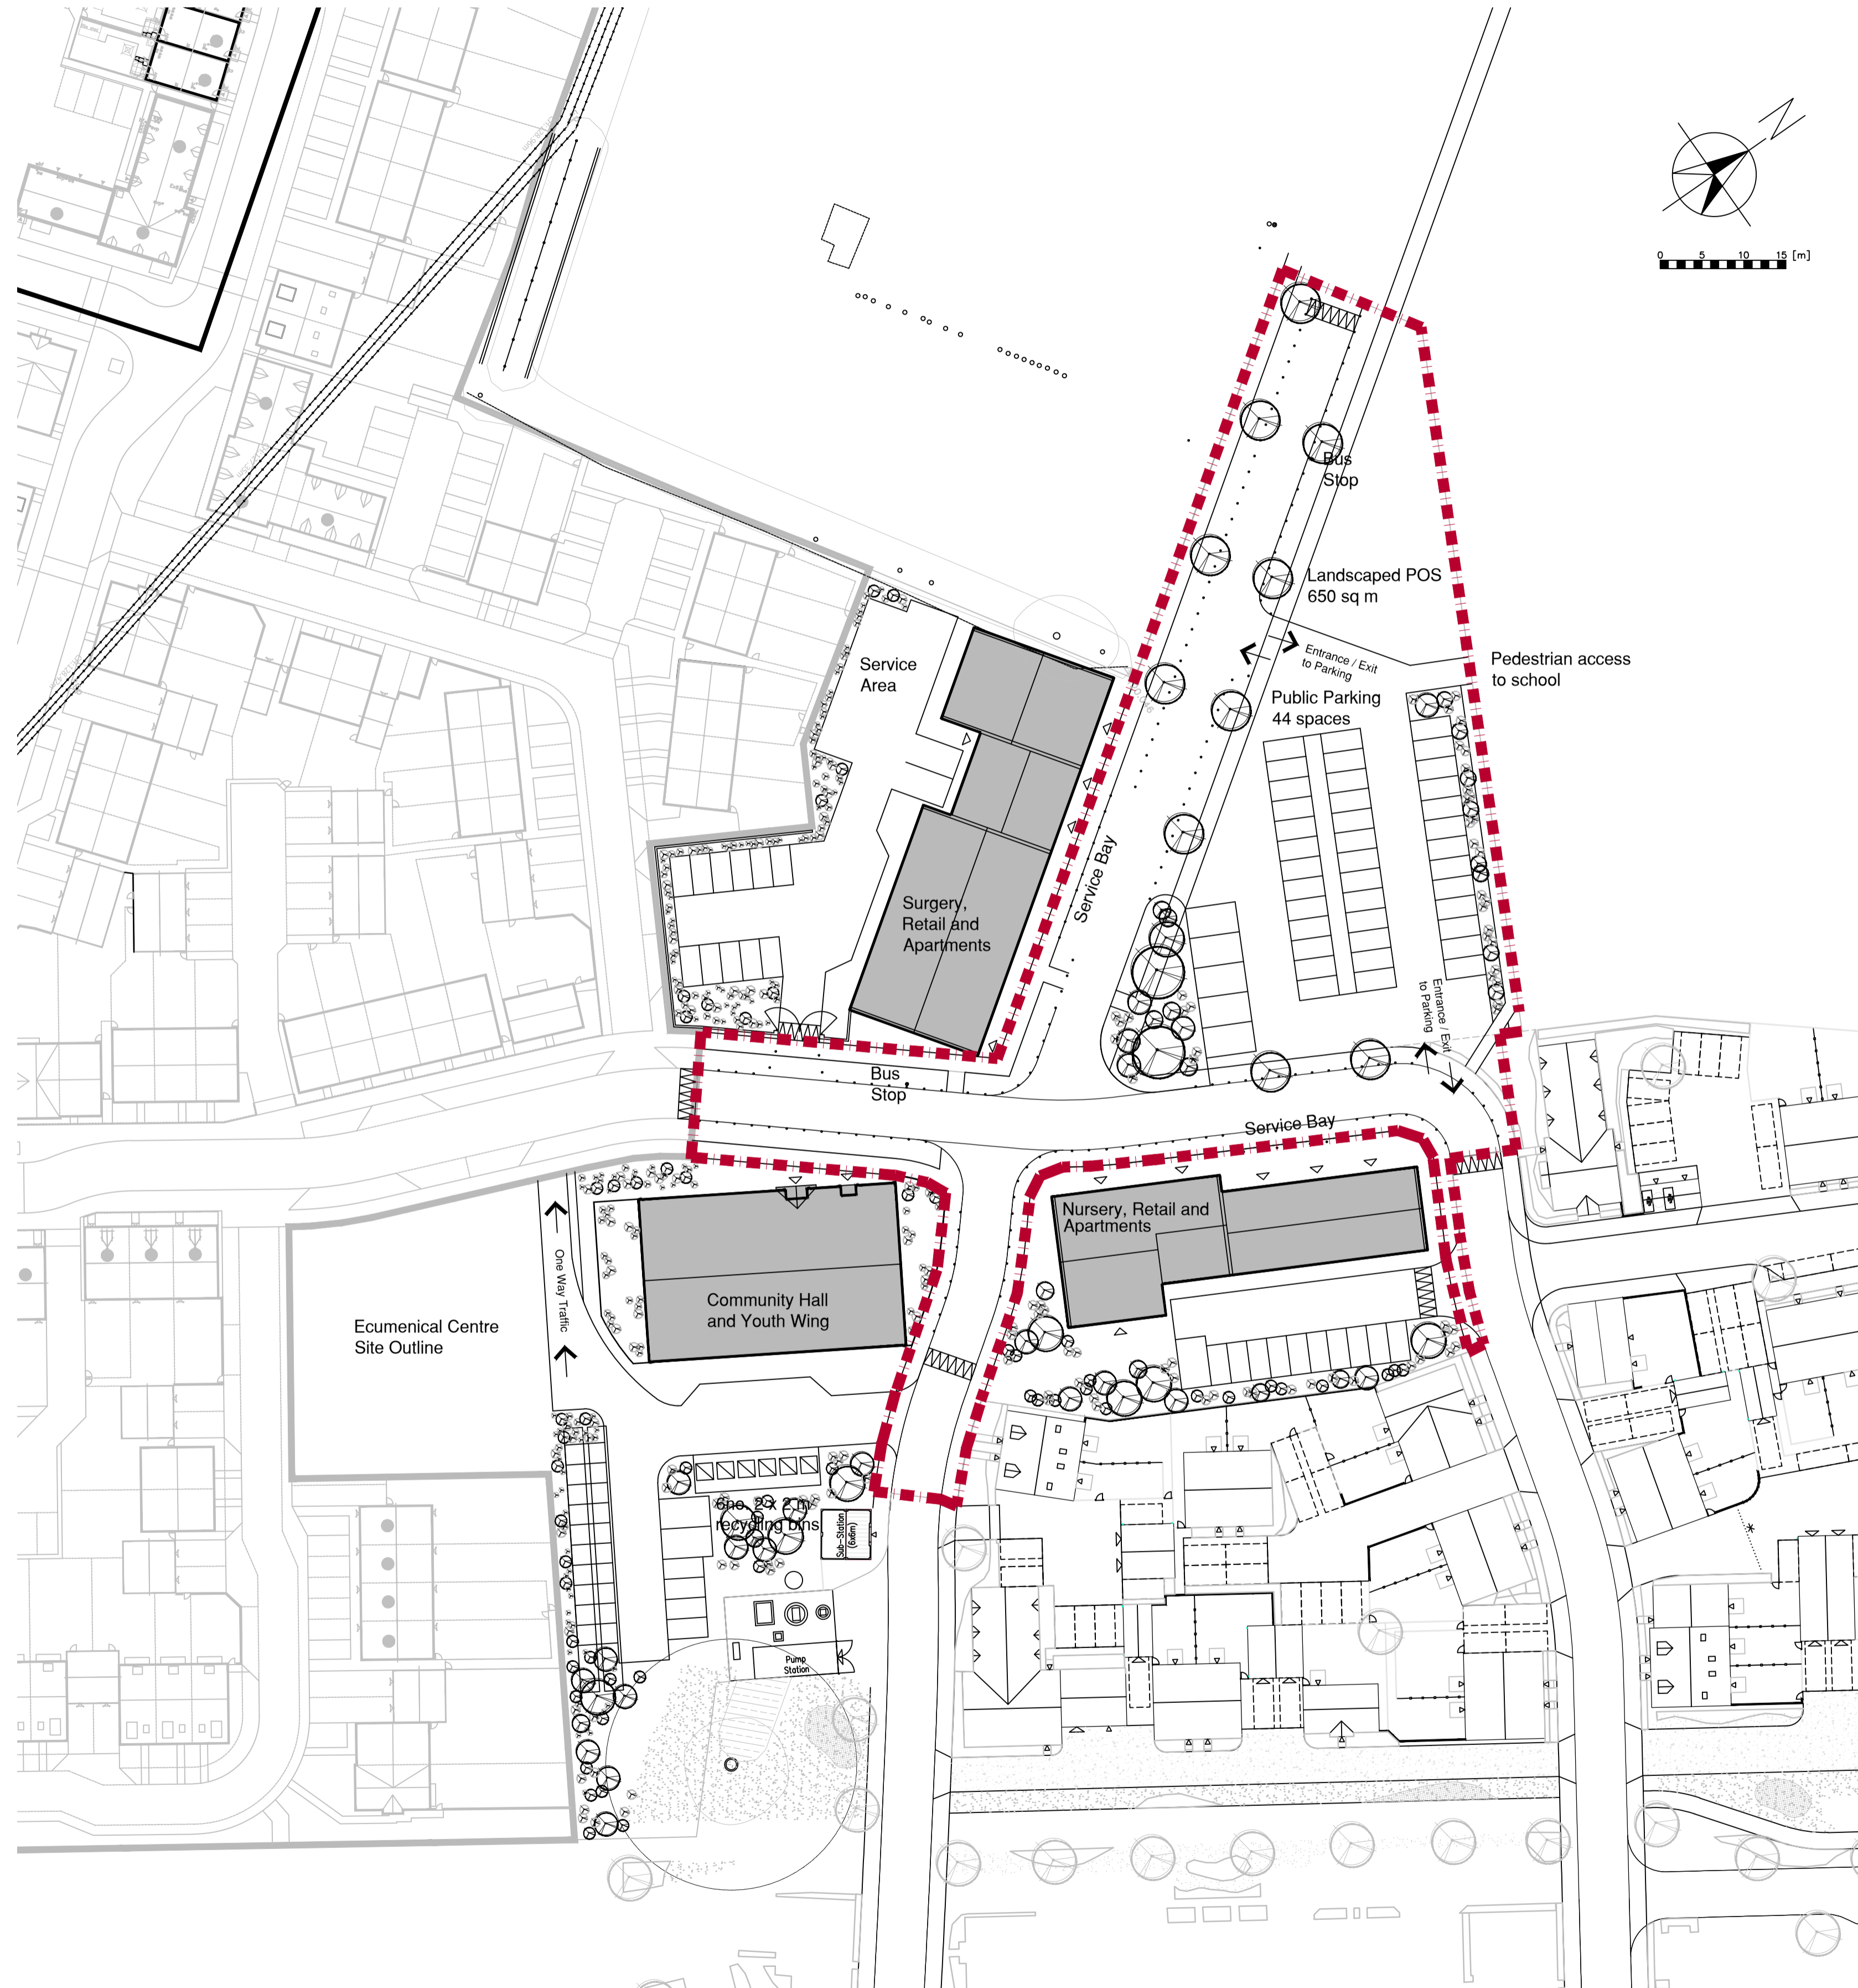 N
0 5 10 15 [m]
Bus
Stop
Landscaped POS
650 sq m
Entrance / Exit
to Parking
Pedestrian access
to school
Service
Area
Public Parking
44 spaces
Service Bay
Surgery,
Retail and
Apartments
Entrance / Exit
to Parking
Bus
Stop
Service Bay
Nursery, Retail and
Apartments
One Way Traffic
Community Hall
and Youth Wing
Ecumenical Centre
Site Outline
6no. 2 x 2 m
recycling bins
Sub-Station
(6x6m)
Pump
Station